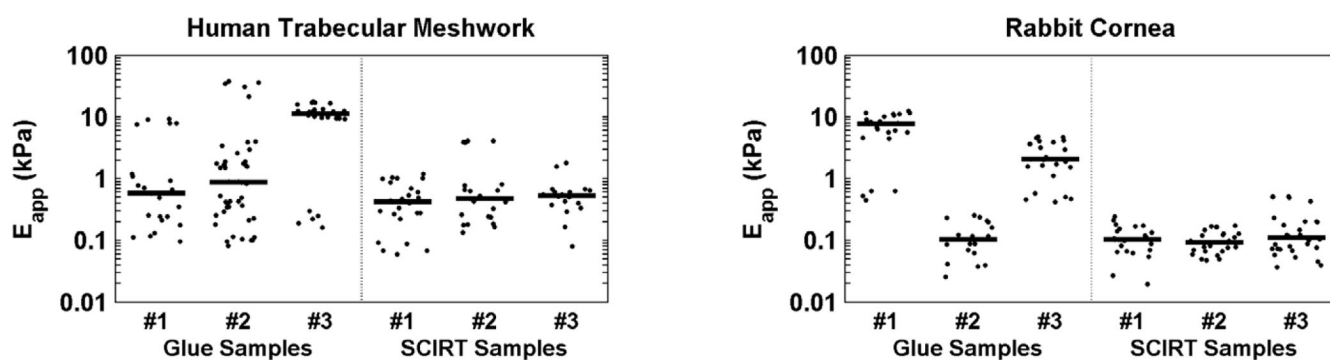 Human Trabecular Meshwork
100
10
1
0.1
0.01
E_app (kPa)
#1 #2 #3 #1 #2 #3
Glue Samples SCIRT Samples
Rabbit Cornea
100
10
1
0.1
0.01
E_app (kPa)
#1 #2 #3 #1 #2 #3
Glue Samples SCIRT Samples